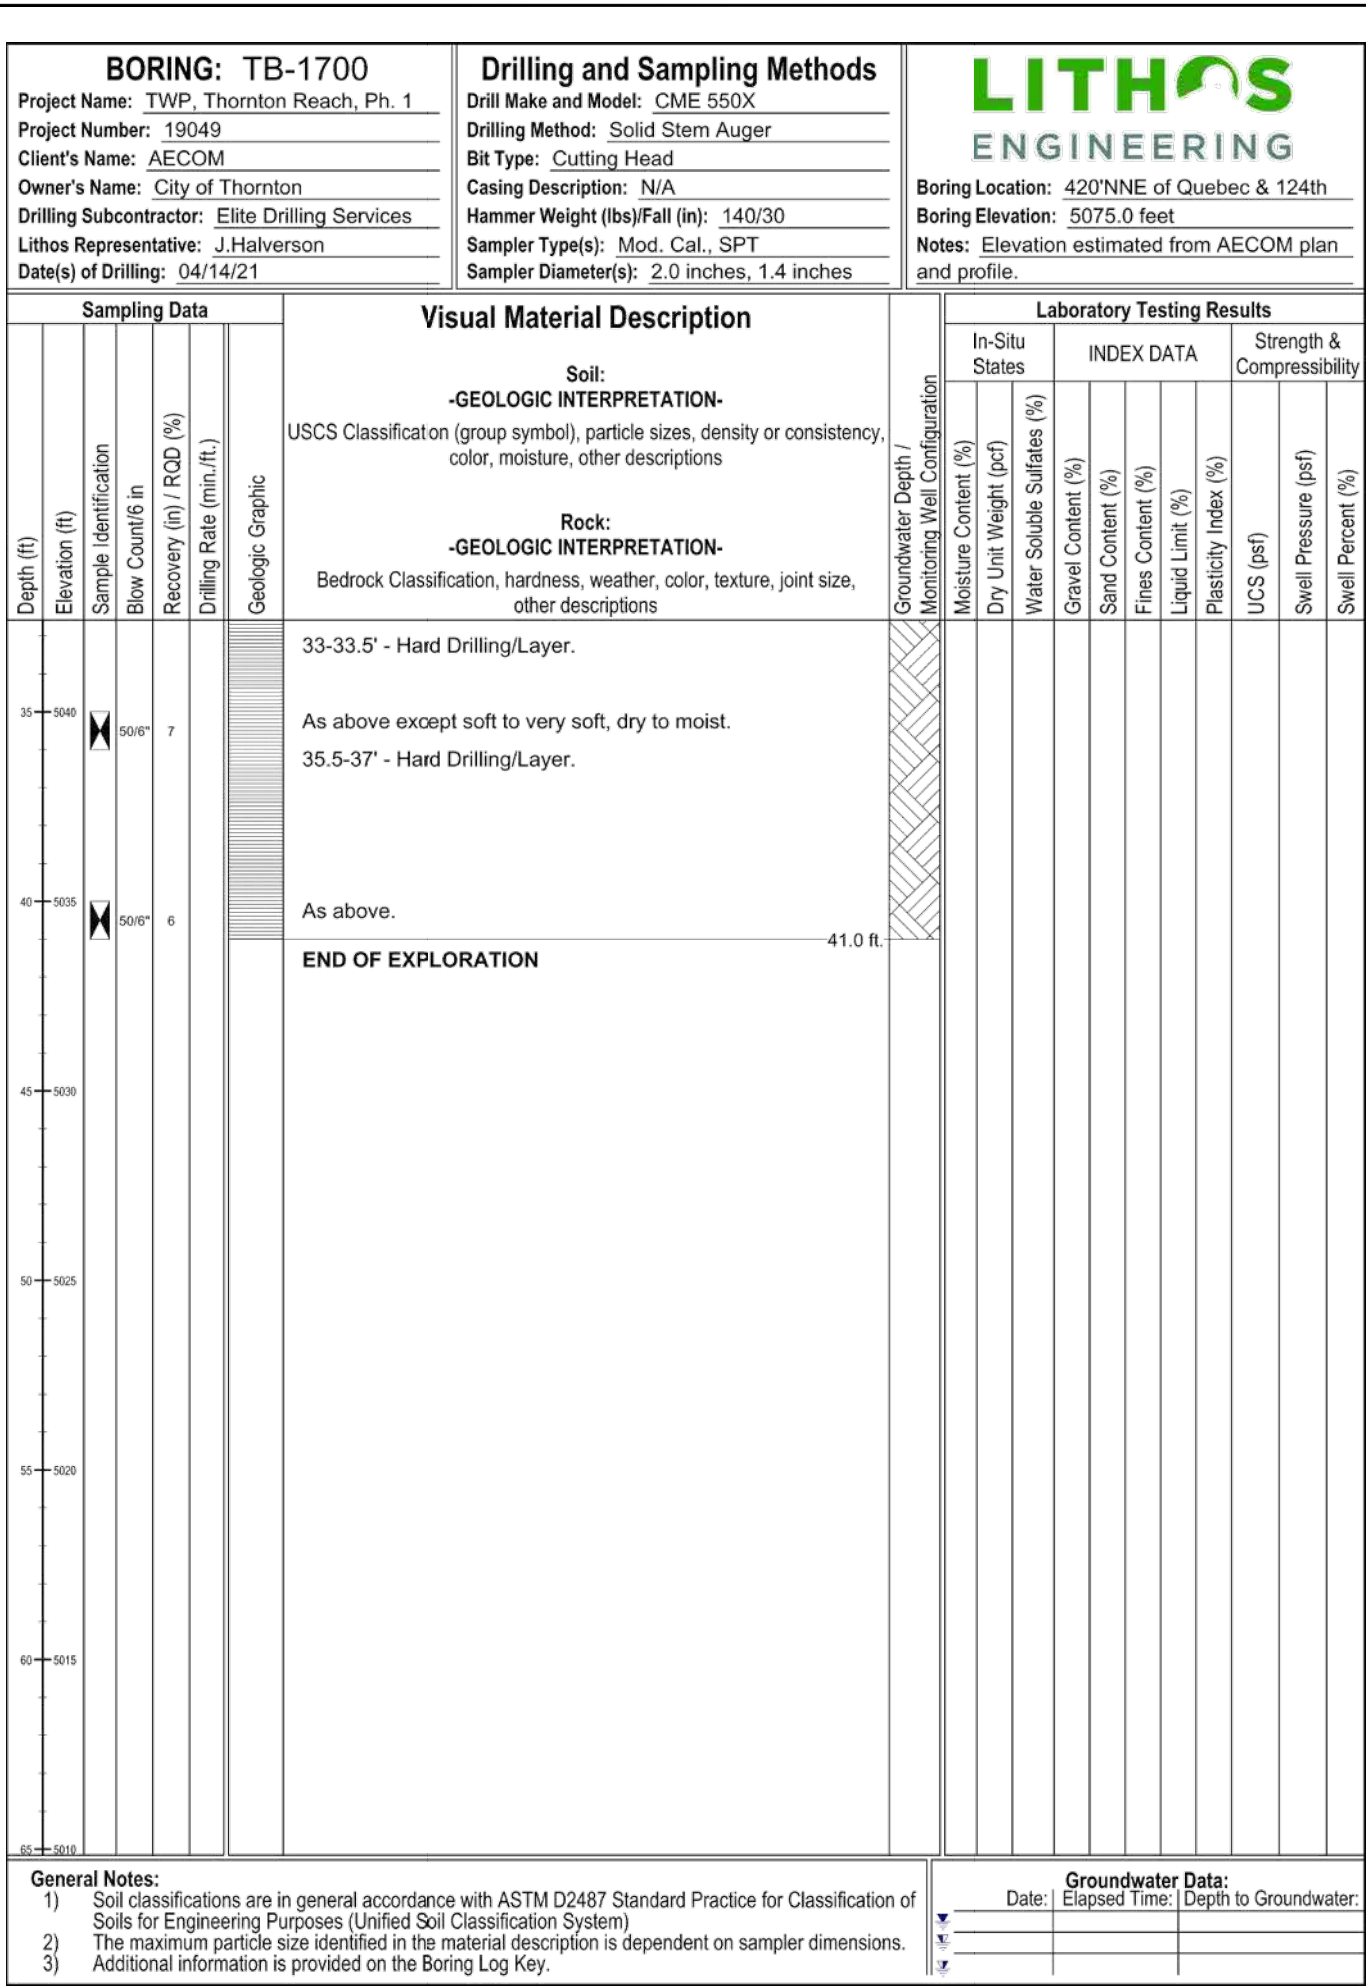 BORING: TB-1700
Project Name: TWP, Thornton Reach, Ph. 1
Project Number: 19049
Client's Name: AECOM
Owner's Name: City of Thornton
Drilling Subcontractor: Elite Drilling Services
Lithos Representative: J.Halverson
Date(s) of Drilling: 04/14/21
Drilling and Sampling Methods
Drill Make and Model: CME 550X
Drilling Method: Solid Stem Auger
Bit Type: Cutting Head
Casing Description: N/A
Hammer Weight (lbs)/Fall (in): 140/30
Sampler Type(s): Mod. Cal., SPT
Sampler Diameter(s): 2.0 inches, 1.4 inches
LITHOS
ENGINEERING
Boring Location: 420'NNE of Quebec & 124th
Boring Elevation: 5075.0 feet
Notes: Elevation estimated from AECOM plan
and profile.
Sampling Data
Depth (ft)
Elevation (ft)
Sample Identification
Blow Count/6 in
Recovery (in) / RQD (%)
Drilling Rate (min./ft.)
Geologic Graphic
Visual Material Description
Soil:
-GEOLOGIC INTERPRETATION-
USCS Classification (group symbol), particle sizes, density or consistency,
color, moisture, other descriptions
Rock:
-GEOLOGIC INTERPRETATION-
Bedrock Classification, hardness, weather, color, texture, joint size,
other descriptions
Groundwater Depth /
Monitoring Well Configuration
Laboratory Testing Results
In-Situ
States
INDEX DATA
Strength &
Compressibility
Moisture Content (%)
Dry Unit Weight (pcf)
Water Soluble Sulfates (%)
Gravel Content (%)
Sand Content (%)
Fines Content (%)
Liquid Limit (%)
Plasticity Index (%)
UCS (psf)
Swell Pressure (psf)
Swell Percent (%)
33-33.5' - Hard Drilling/Layer.
35 5040
50/6" 7
As above except soft to very soft, dry to moist.
35.5-37' - Hard Drilling/Layer.
40 5035
50/6" 6
As above.
41.0 ft.
END OF EXPLORATION
45 5030
50 5025
55 5020
60 5015
65 5010
General Notes:
1) Soil classifications are in general accordance with ASTM D2487 Standard Practice for Classification of
Soils for Engineering Purposes (Unified Soil Classification System)
2) The maximum particle size identified in the material description is dependent on sampler dimensions.
3) Additional information is provided on the Boring Log Key.
Groundwater Data:
Date: Elapsed Time: Depth to Groundwater: